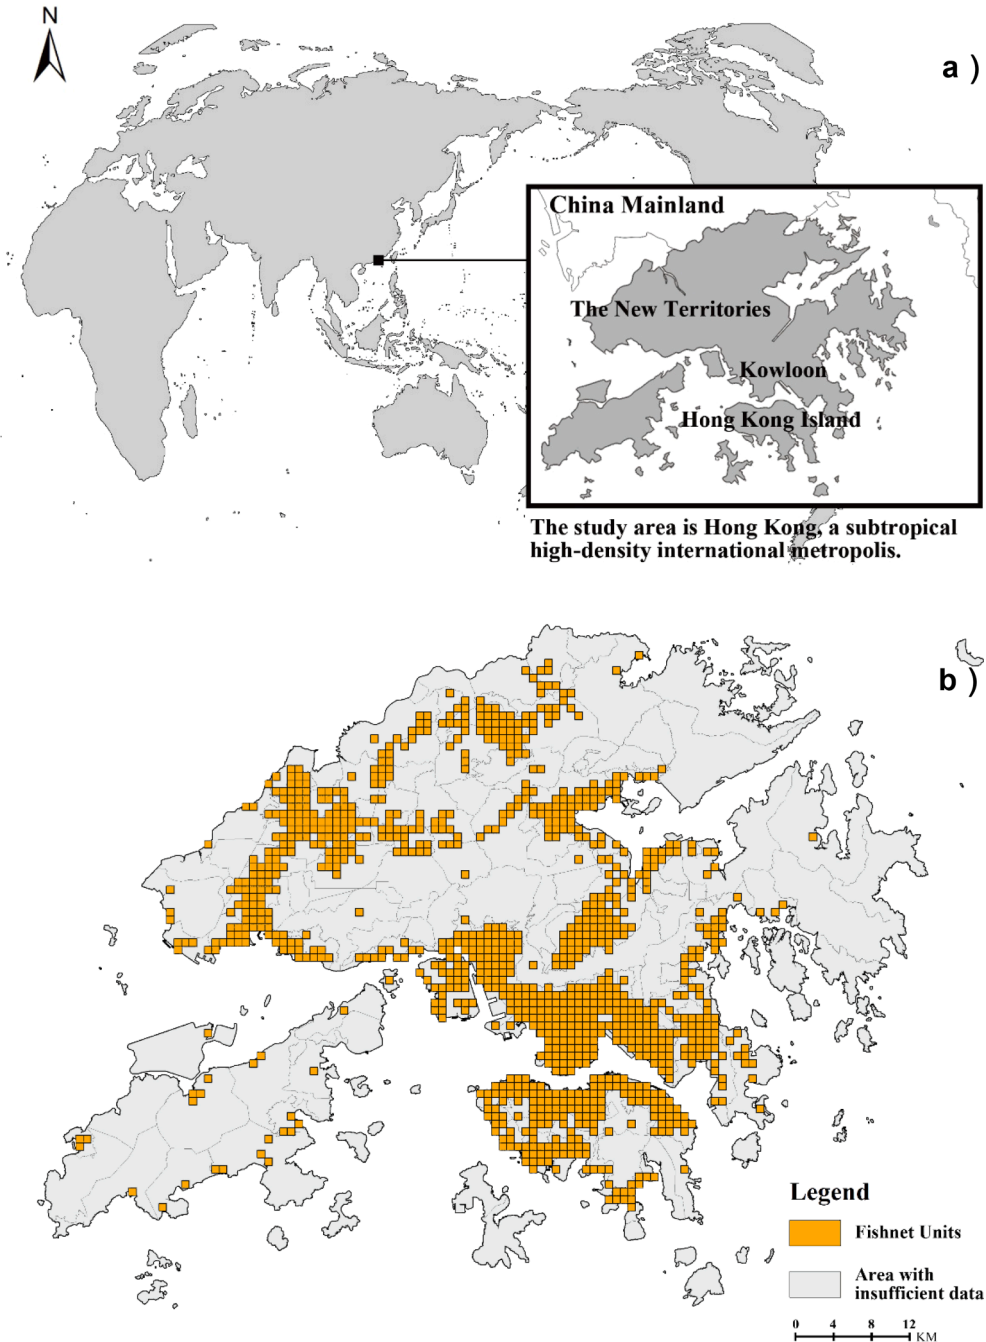 N
a )
China Mainland
The New Territories
Kowloon
Hong Kong Island
The study area is Hong Kong, a subtropical
high-density international metropolis.
b )
Legend
Fishnet Units
Area with
insufficient data
0 4 8 12
KM